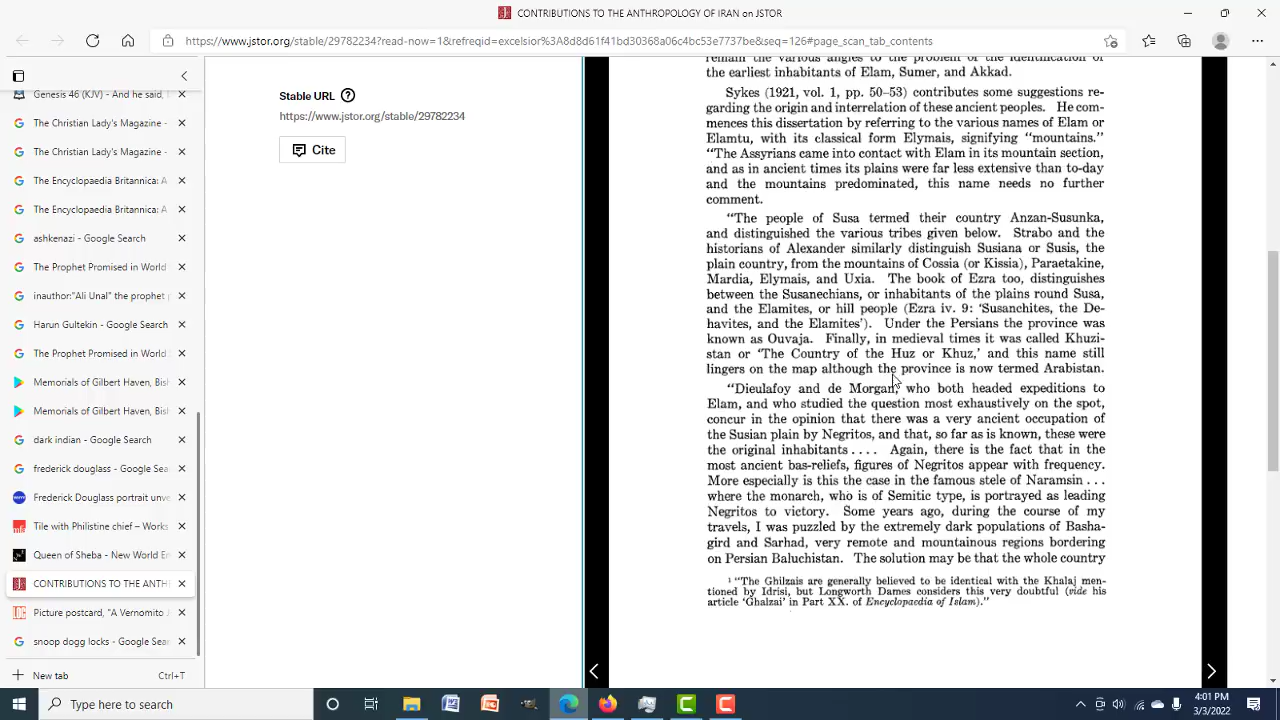 CONTRIBUTIONS TO THE ANTHROPOLOGY OF IRAN on JSTOR
https://www.jstor.org/stable/29782234?read-now=1&refreqid=excelsior%3A8d8d61f41bd30368a06c4bc53e7737be&seq=126#page_scan_tab_contents
Genesis 46 (KJV) - And he said,
The Christian Lady's Magazine -
The Christian Lady's Magazine -
The Encyclopedia Britannica: A
The Encyclopaedia Britannica: A
ashkenazi - Google Search
The Prophet Promised in World
inauthor:"Ali Unal" the prophet
Harun Gultekin - Google Search
The Prophet Promised in World
Memorials of Gilbert Haven, Bish
Memorials of Gilbert Haven, Bish
dark indian - Google Search
frederick douglass - Google Sea
Frederick Douglass portrait unve
Tile with Philistine chief – Works
Queen of Sheba - New World En
CONTRIBUTIONS TO THE ANTH
Picture and text "A Vernomito J
snoop dogg locks - Google Searc
New tab Ctrl+T
Stable URL ?
https://www.jstor.org/stable/29782234
Cite
remain the various angles to the problem of the identification of
the earliest inhabitants of Elam, Sumer, and Akkad.
Sykes (1921, vol. 1, pp. 50–53) contributes some suggestions re-
garding the origin and interrelation of these ancient peoples. He com-
mences this dissertation by referring to the various names of Elam or
Elamtu, with its classical form Elymais, signifying "mountains."
"The Assyrians came into contact with Elam in its mountain section,
and as in ancient times its plains were far less extensive than to-day
and the mountains predominated, this name needs no further
comment.
"The people of Susa termed their country Anzan-Susunka,
and distinguished the various tribes given below. Strabo and the
historians of Alexander similarly distinguish Susiana or Susis, the
plain country, from the mountains of Cossia (or Kissia), Paraetakine,
Mardia, Elymais, and Uxia. The book of Ezra too, distinguishes
between the Susanechians, or inhabitants of the plains round Susa,
and the Elamites, or hill people (Ezra iv. 9: 'Susanchites, the De-
havites, and the Elamites'). Under the Persians the province was
known as Ouvaja. Finally, in medieval times it was called Khuzi-
stan or 'The Country of the Huz or Khuz,' and this name still
lingers on the map although the province is now termed Arabistan.
"Dieulafoy and de Morgan, who both headed expeditions to
Elam, and who studied the question most exhaustively on the spot,
concur in the opinion that there was a very ancient occupation of
the Susian plain by Negritos, and that, so far as is known, these were
the original inhabitants . . . . Again, there is the fact that in the
most ancient bas-reliefs, figures of Negritos appear with frequency.
More especially is this the case in the famous stele of Naramsin . . .
where the monarch, who is of Semitic type, is portrayed as leading
Negritos to victory. Some years ago, during the course of my
travels, I was puzzled by the extremely dark populations of Basha-
gird and Sarhad, very remote and mountainous regions bordering
on Persian Baluchistan. The solution may be that the whole country
¹ "The Ghilzais are generally believed to be identical with the Khalaj men-
tioned by Idrisi, but Longworth Dames considers this very doubtful (vide his
article 'Ghalzai' in Part XX. of Encyclopaedia of Islam)."
Type here to search
4:01 PM
3/3/2022